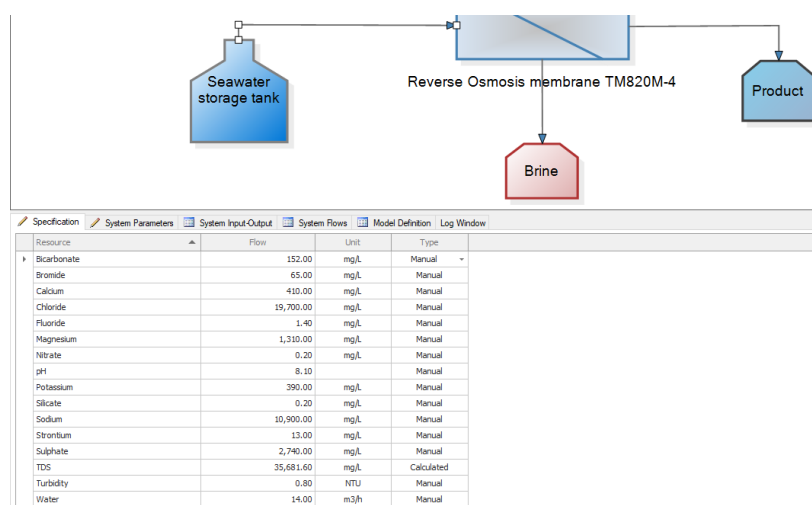 Seawater
storage tank
Reverse Osmosis membrane TM820M-4
Product
Brine
Specification System Parameters System Input-Output System Flows Model Definition Log Window
Resource Flow Unit Type
Bicarbonate 152.00 mg/L Manual
Bromide 65.00 mg/L Manual
Calcium 410.00 mg/L Manual
Chloride 19,700.00 mg/L Manual
Fluoride 1.40 mg/L Manual
Magnesium 1,310.00 mg/L Manual
Nitrate 0.20 mg/L Manual
pH 8.10 Manual
Potassium 390.00 mg/L Manual
Silicate 0.20 mg/L Manual
Sodium 10,900.00 mg/L Manual
Strontium 13.00 mg/L Manual
Sulphate 2,740.00 mg/L Manual
TDS 35,681.60 mg/L Calculated
Turbidity 0.80 NTU Manual
Water 14.00 m3/h Manual